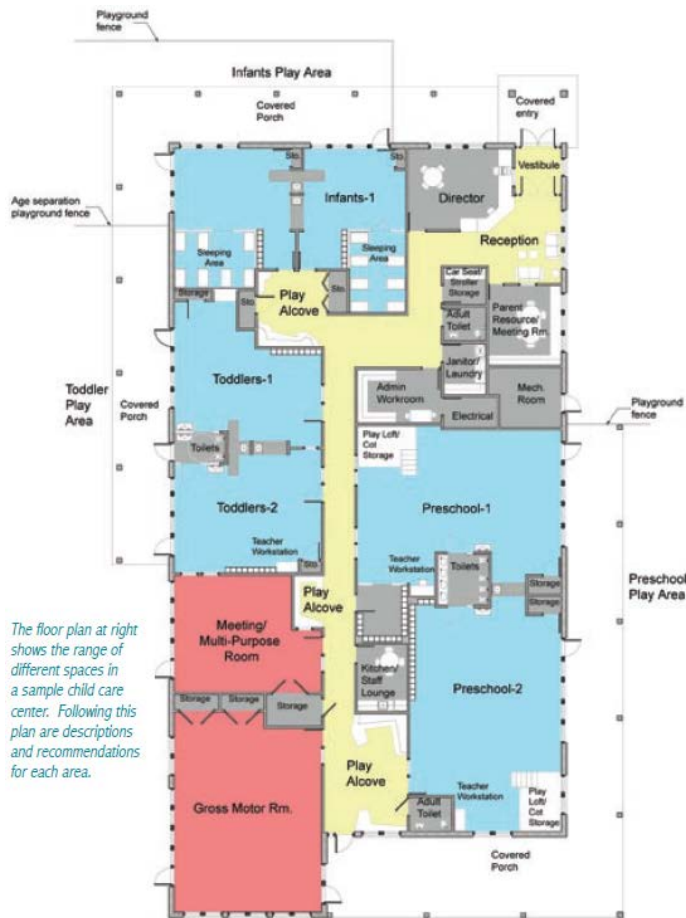 Playground
fence
Infants Play Area
Covered
Porch
Covered
entry
Vestibule
Sto.
Sto.
Infants-1
Director
Age separation
playground fence
Reception
Sleeping
Area
Sleeping
Area
Car Seat/
Stroller
Storage
Play
Alcove
Storage
Sto.
Sto.
Adult
Toilet
Parent
Resource/
Meeting Rm.
Toddlers-1
Janitor/
Laundry
Toddler
Play
Area
Covered
Porch
Admin
Workroom
Mech.
Room
Electrical
Playground
fence
Play Loft/
Cot
Storage
Toilets
Toddlers-2
Preschool-1
Teacher
Workstation
Sto.
Teacher
Workstation
Toilets
Storage
Storage
Preschool
Play Area
Play
Alcove
Meeting/
Multi-Purpose
Room
The floor plan at right
shows the range of
different spaces in
a sample child care
center. Following this
plan are descriptions
and recommendations
for each area.
Kitchen/
Staff
Lounge
Preschool-2
Storage
Storage
Storage
Play
Alcove
Gross Motor Rm.
Teacher
Workstation
Adult
Toilet
Play
Loft/
Cot
Storage
Covered
Porch